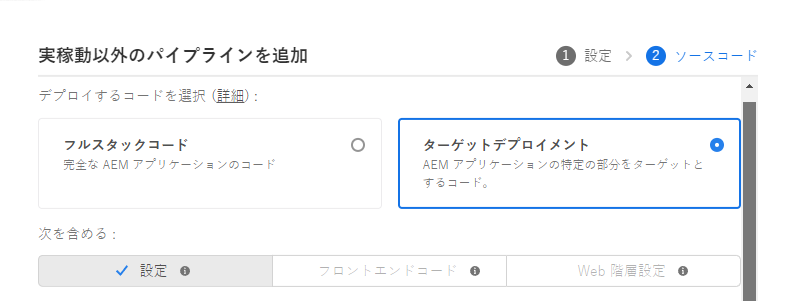 実稼動以外のパイプラインを追加
1 設定 > 2 ソースコード
デプロイするコードを選択 (詳細) :
フルスタックコード
完全な AEM アプリケーションのコード
ターゲットデプロイメント
AEM アプリケーションの特定の部分をターゲットと
するコード。
次を含める :
設定
フロントエンドコード
Web 階層設定